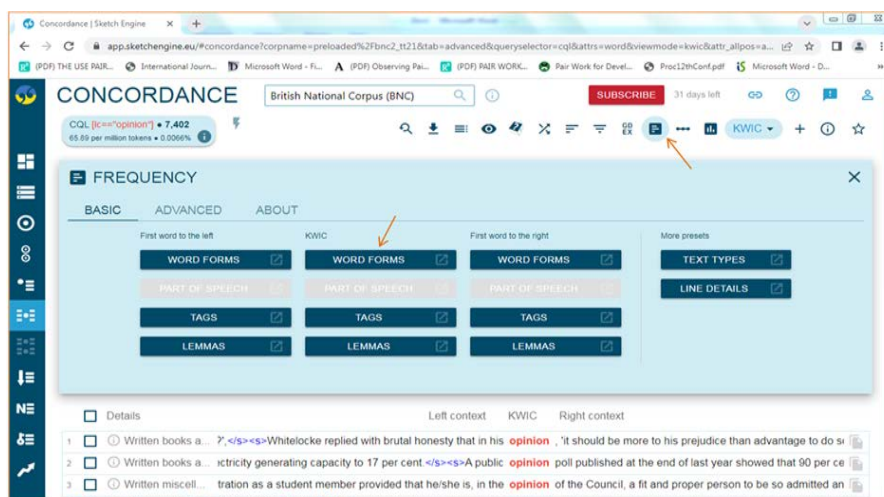 Concordance | Sketch Engine
app.sketchengine.eu/#concordance?corpname=preloaded%2Fbnc2_tt21&tab=advanced&queryselector=cql&attrs=word&viewmode=kwic&attr_allpos=a...
(PDF) THE USE PAIR... International Journ... Microsoft Word - Fi... (PDF) Observing Pai... (PDF) PAIR WORK... Pair Work for Devel... Proc12thConf.pdf Microsoft Word - D...
CONCORDANCE British National Corpus (BNC) SUBSCRIBE 31 days left
CQL [lc=="opinion"] • 7,402
65.89 per million tokens • 0.0066%
KWIC
FREQUENCY
BASIC ADVANCED ABOUT
First word to the left KWIC First word to the right More presets
WORD FORMS WORD FORMS WORD FORMS TEXT TYPES
PART OF SPEECH PART OF SPEECH PART OF SPEECH LINE DETAILS
TAGS TAGS TAGS
LEMMAS LEMMAS LEMMAS
Details Left context KWIC Right context
1 Written books a... ?',</s><s>Whitelocke replied with brutal honesty that in his opinion , 'it should be more to his prejudice than advantage to do s
2 Written books a... ectricity generating capacity to 17 per cent.</s><s>A public opinion poll published at the end of last year showed that 90 per ce
3 Written miscell... tration as a student member provided that he/she is, in the opinion of the Council, a fit and proper person to be so admitted an